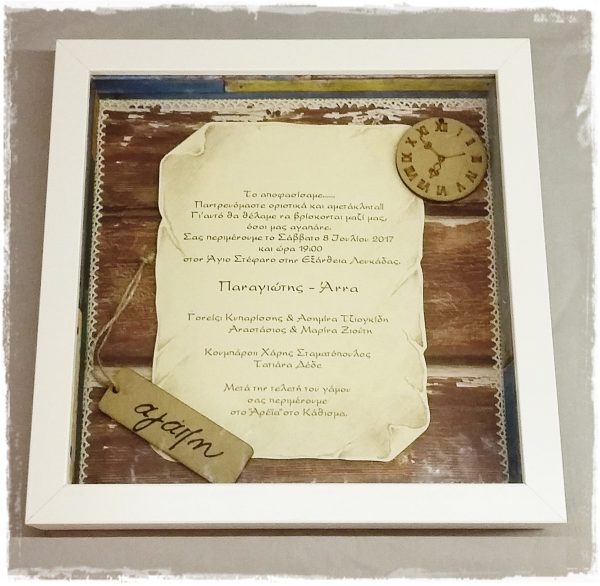 Το αποφασίσαμε.....
Παντρευόμαστε οριστικά και αμετάκλητα!!
Γι'αυτό θα θέλαμε να βρίσκονται μαζί μας,
όσοι μας αγαπάνε.
Σας περιμένουμε το Σάββατο 8 Ιουλίου 2017
και ώρα 19:00
στον Άγιο Στέφανο στην Εξάνθεια Λευκάδας.
Παναγιώτης - Άννα
Γονείς: Κυπαρίσσης & Ασημίνα Τζιογκίδη
Αναστάσιος & Μαρίνα Ζιώτη
Κουμπάροι: Χάρης Σταματόπουλος
Τατιάνα Δέδε
Μετά την τελετή του γάμου
σας περιμένουμε
στο "Αρεία" στο Κάθισμα.
αγάπη